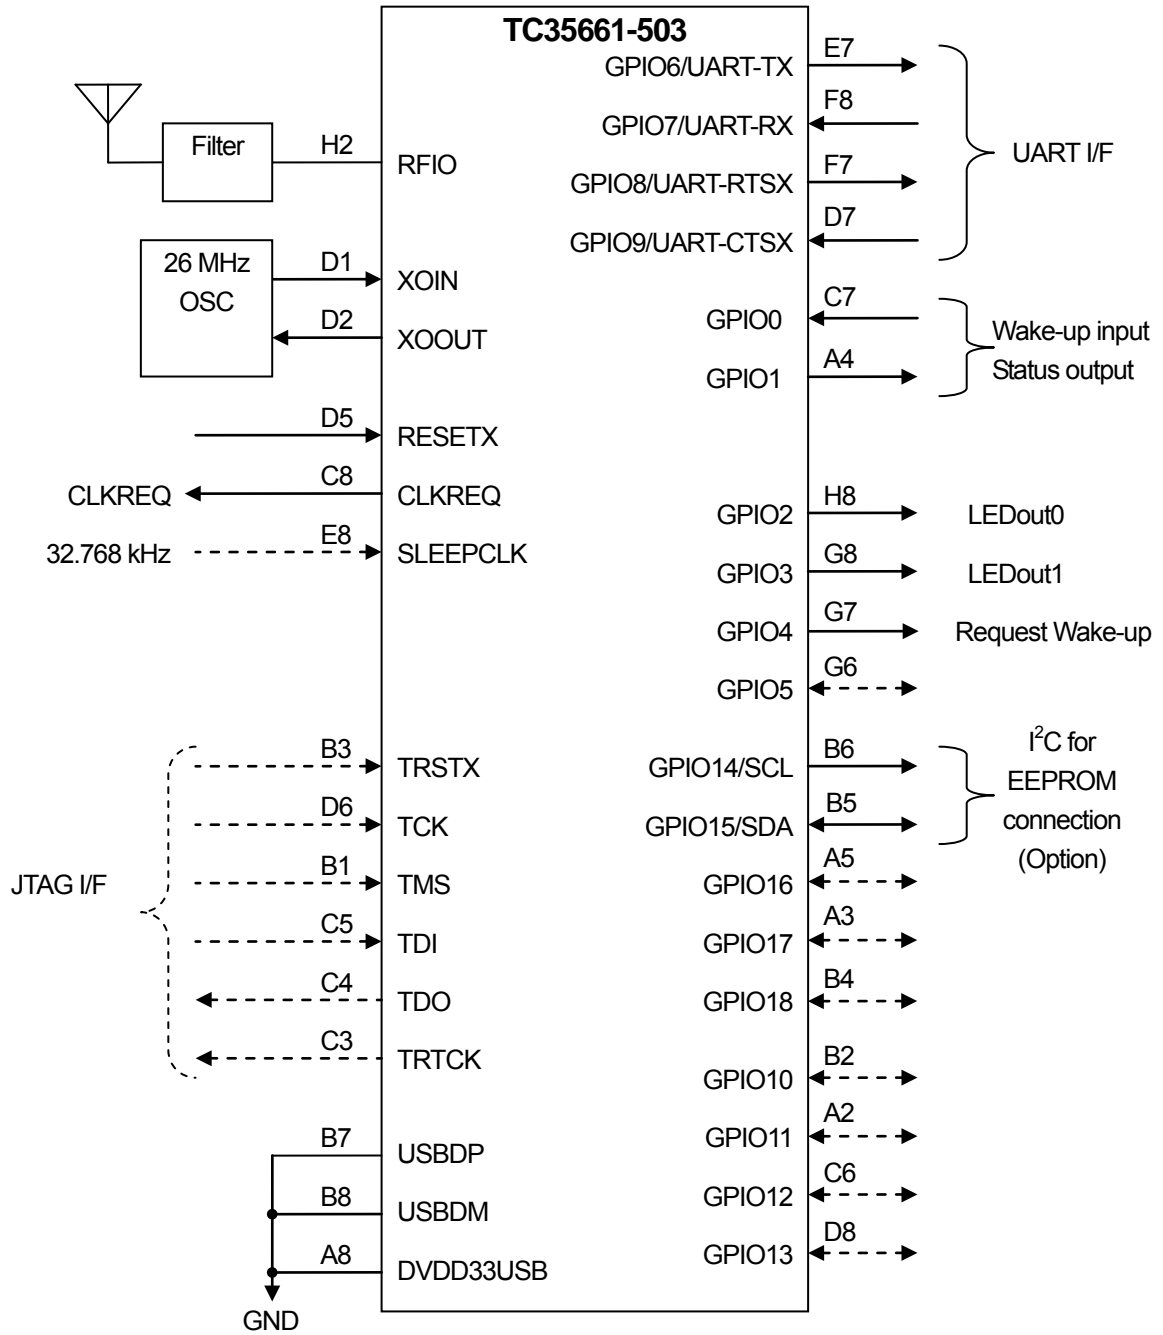 TC35661-503
E7
GPIO6/UART-TX
F8
GPIO7/UART-RX
F7
GPIO8/UART-RTSX
D7
GPIO9/UART-CTSX
UART I/F
Filter
H2
RFIO
26 MHz
OSC
D1
XOIN
D2
XOOUT
C7
GPIO0
A4
GPIO1
Wake-up input
Status output
D5
RESETX
CLKREQ
C8
CLKREQ
32.768 kHz
E8
SLEEPCLK
H8
GPIO2
LEDout0
G8
GPIO3
LEDout1
G7
GPIO4
Request Wake-up
G6
GPIO5
JTAG I/F
B3
TRSTX
D6
TCK
B1
TMS
C5
TDI
C4
TDO
C3
TRTCK
B6
GPIO14/SCL
B5
GPIO15/SDA
I²C for
EEPROM
connection
(Option)
A5
GPIO16
A3
GPIO17
B4
GPIO18
B2
GPIO10
A2
GPIO11
C6
GPIO12
D8
GPIO13
B7
USBDP
B8
USBDM
A8
DVDD33USB
GND